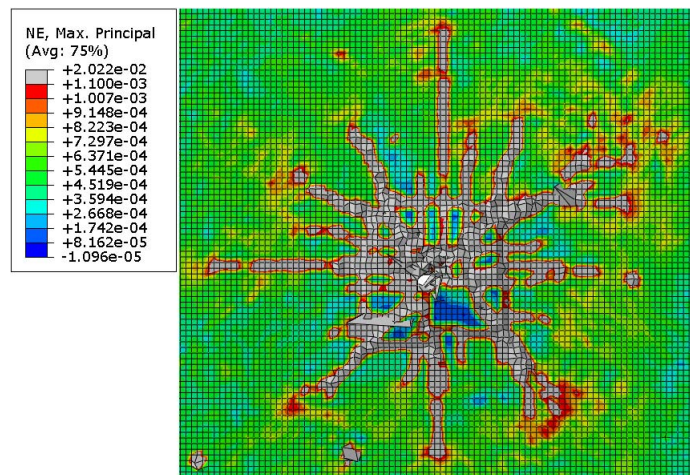 NE, Max. Principal
(Avg: 75%)
+2.022e-02
+1.100e-03
+1.007e-03
+9.148e-04
+8.223e-04
+7.297e-04
+6.371e-04
+5.445e-04
+4.519e-04
+3.594e-04
+2.668e-04
+1.742e-04
+8.162e-05
-1.096e-05